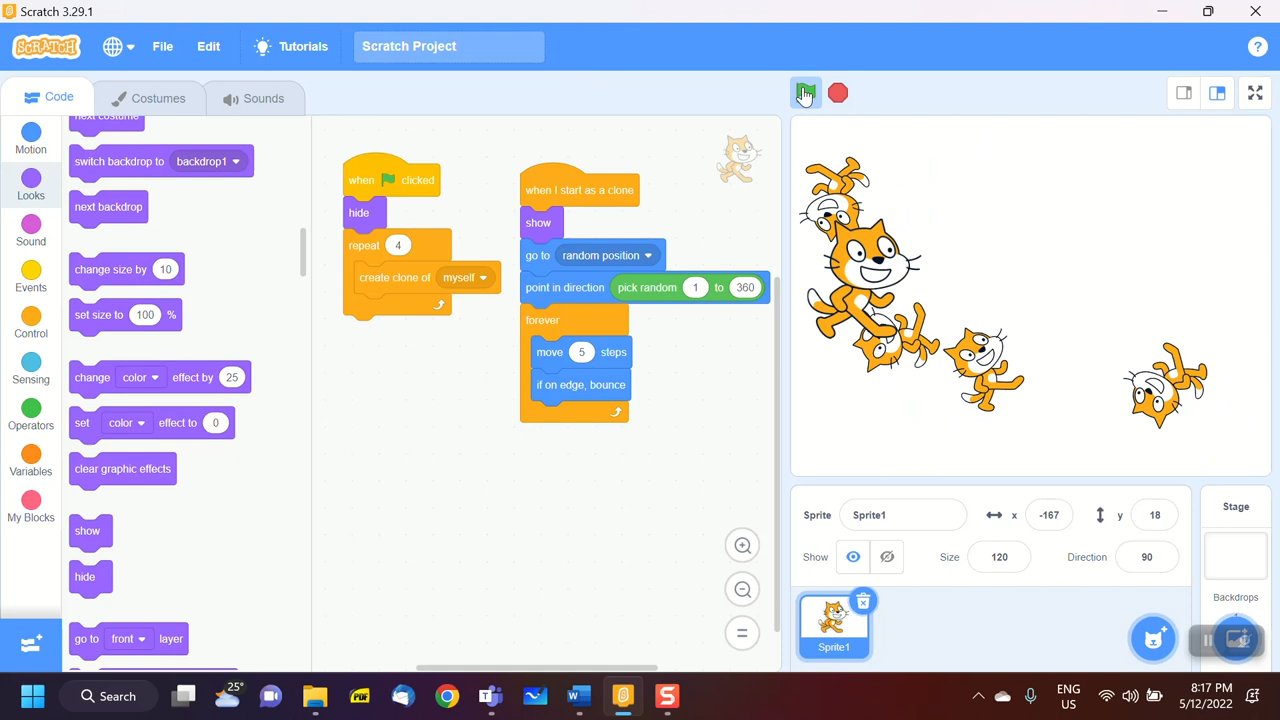 Scratch 3.29.1
SCRATCH
File
Edit
Tutorials
Scratch Project
?
Code
Costumes
Sounds
Motion
Looks
Sound
Events
Control
Sensing
Operators
Variables
My Blocks
next costume
switch backdrop to backdrop1
next backdrop
change size by 10
set size to 100 %
change color effect by 25
set color effect to 0
clear graphic effects
show
hide
go to front layer
when clicked
hide
repeat 4
create clone of myself
when I start as a clone
show
go to random position
point in direction pick random 1 to 360
forever
move 5 steps
if on edge, bounce
Sprite
Sprite1
x
-167
y
18
Show
Size
120
Direction
90
Sprite1
Stage
Backdrops
Search
25°
PDF
ENG
US
8:17 PM
5/12/2022